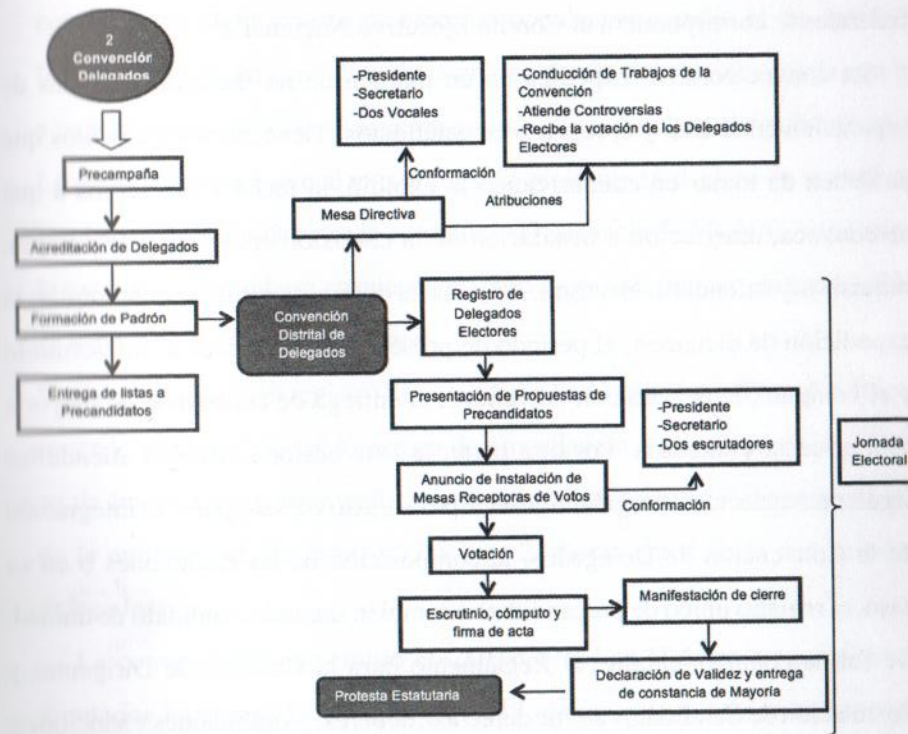 2
Convención
Delegados
Precampaña
Acreditación de Delegados
Formación de Padrón
Entrega de listas a
Precandidatos
Convención
Distrital de
Delegados
Mesa Directiva
Conformación
-Presidente
-Secretario
-Dos Vocales
Atribuciones
-Conducción de Trabajos de la
Convención
-Atiende Controversias
-Recibe la votación de los Delegados
Electores
Registro de
Delegados
Electores
Presentación de Propuestas de
Precandidatos
Anuncio de Instalación de
Mesas Receptoras de Votos
Conformación
-Presidente
-Secretario
-Dos escrutadores
Votación
Escrutinio, cómputo y
firma de acta
Manifestación de cierre
Declaración de Validez y entrega
de constancia de Mayoría
Protesta Estatutaria
Jornada
Electoral